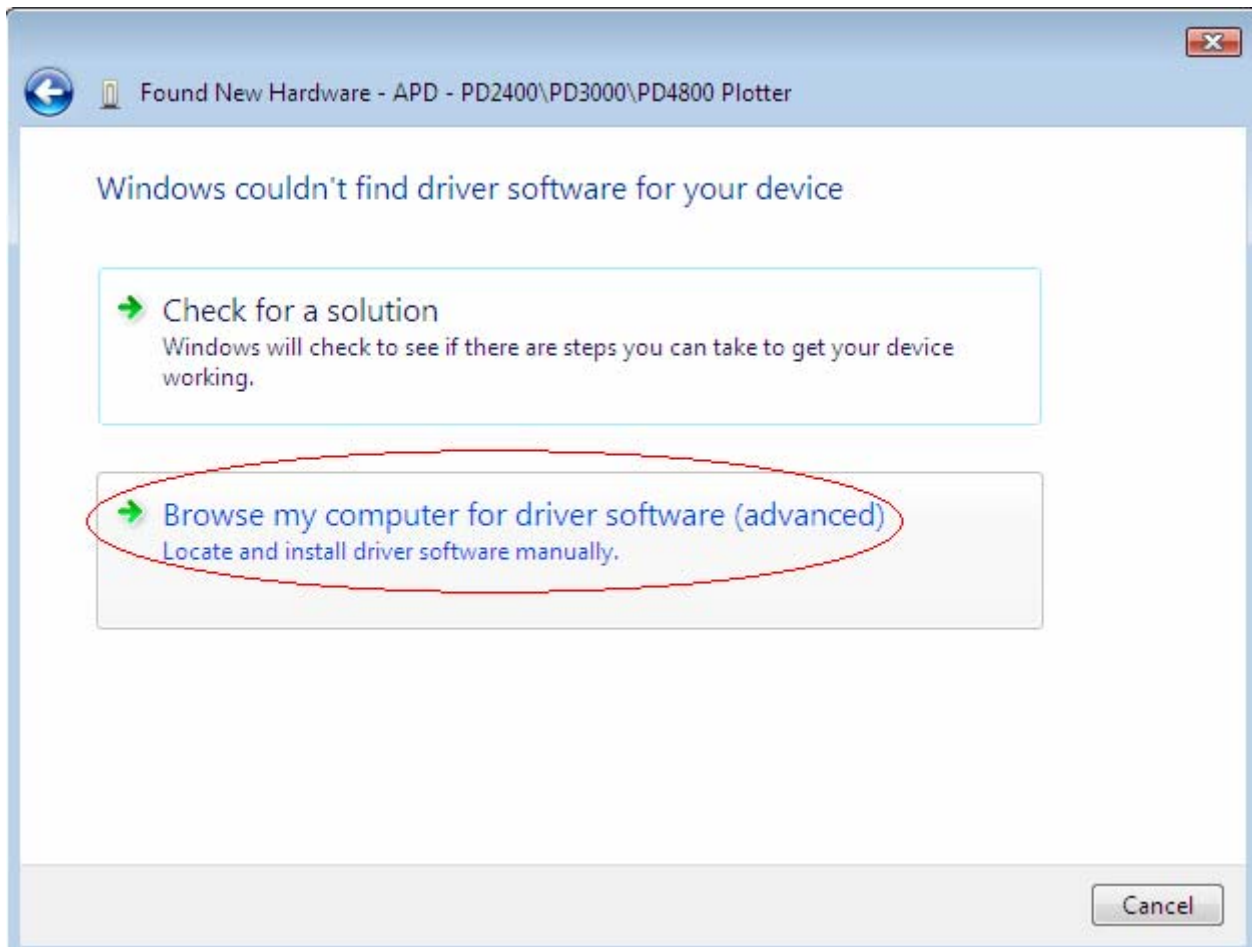 Found New Hardware - APD - PD2400\PD3000\PD4800 Plotter
Windows couldn't find driver software for your device
Check for a solution
Windows will check to see if there are steps you can take to get your device
working.
Browse my computer for driver software (advanced)
Locate and install driver software manually.
Cancel